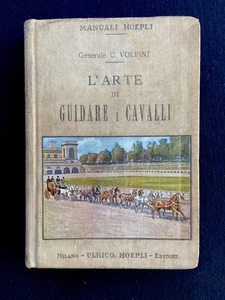 MANUALI HOEPLI
Generale C. VOLPINI
L'ARTE
DI
GUIDARE I CAVALLI
MILANO - ULRICO HOEPLI - EDITORE